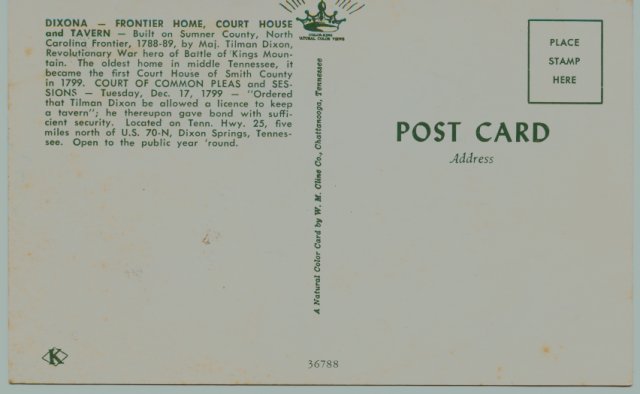 DIXONA — FRONTIER HOME, COURT HOUSE
and TAVERN — Built on Sumner County, North
Carolina Frontier, 1788-89, by Maj. Tilman Dixon,
Revolutionary War hero of Battle of Kings Moun-
tain. The oldest home in middle Tennessee, it
became the first Court House of Smith County
in 1799. COURT OF COMMON PLEAS and SES-
SIONS — Tuesday, Dec. 17, 1799 — "Ordered
that Tilman Dixon be allowed a licence to keep
a tavern"; he thereupon gave bond with suffi-
cient security. Located on Tenn. Hwy. 25, five
miles north of U.S. 70-N, Dixon Springs, Tennes-
see. Open to the public year 'round.
COLOR-KING
NATURAL COLOR VIEWS
A Natural Color Card by W. M. Cline Co., Chattanooga, Tennessee
PLACE
STAMP
HERE
POST CARD
Address
K
36788